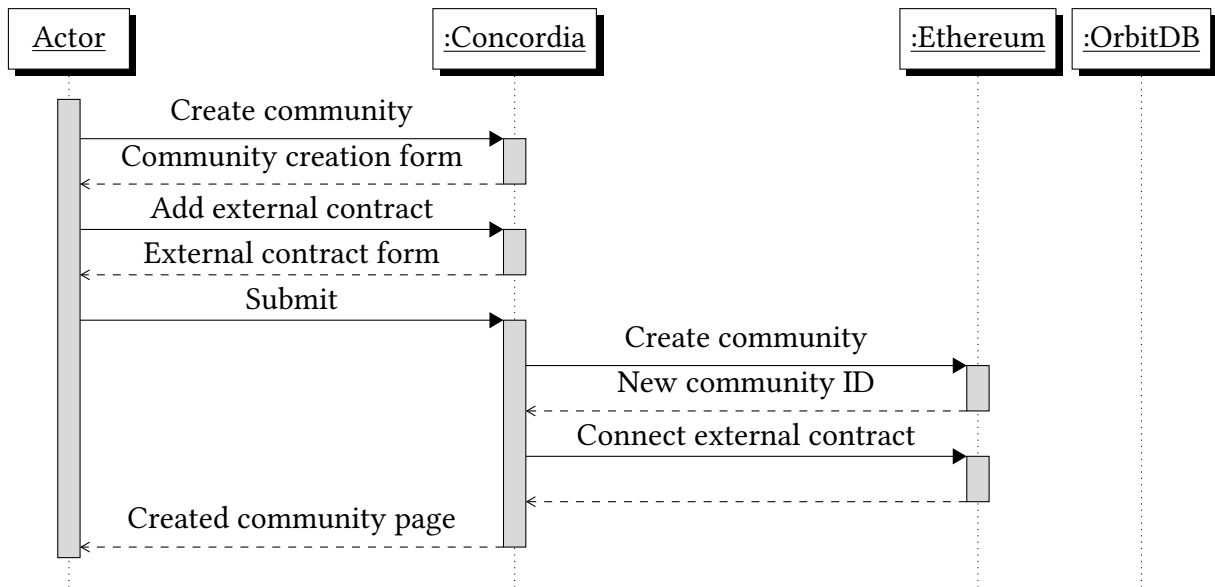 Actor
:Concordia
:Ethereum
:OrbitDB
Create community
Community creation form
Add external contract
External contract form
Submit
Create community
New community ID
Connect external contract
Created community page